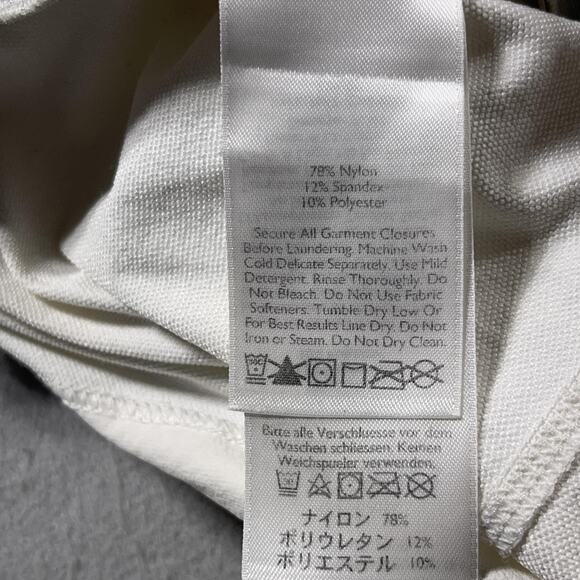 78% Nylon
12% Spandex
10% Polyester
Secure All Garment Closures
Before Laundering. Machine Wash
Cold Delicate Separately. Use Mild
Detergent. Rinse Thoroughly. Do
Not Bleach. Do Not Use Fabric
Softeners. Tumble Dry Low Or
For Best Results Line Dry. Do Not
Iron or Steam. Do Not Dry Clean.
Bitte alle Verschluesse vor dem
Waschen schliessen. Keinen
Weichspueler verwenden.
ナイロン 78%
ポリウレタン 12%
ポリエステル 10%